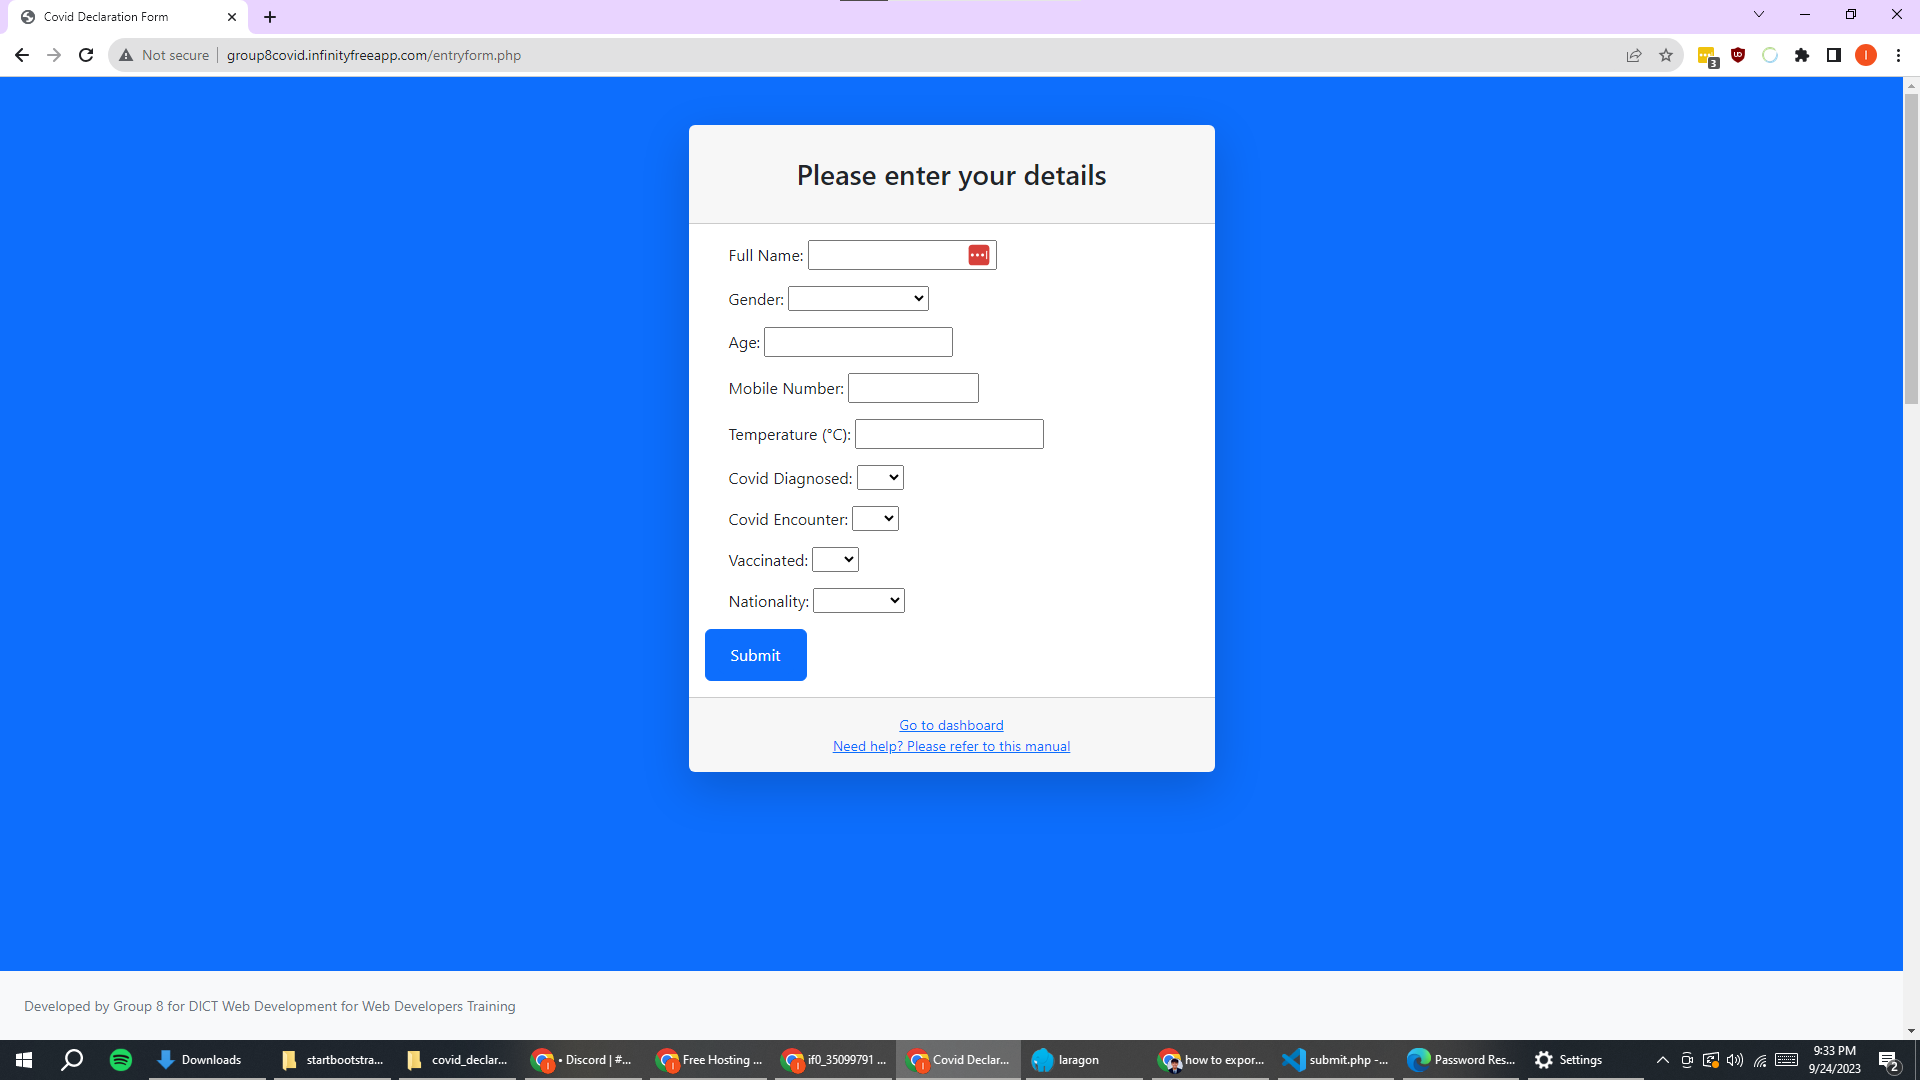 Covid Declaration Form
Not secure
group8covid.infinityfreeapp.com/entryform.php
3
I
Please enter your details
Full Name:
Gender:
Age:
Mobile Number:
Temperature (°C):
Covid Diagnosed:
Covid Encounter:
Vaccinated:
Nationality:
Submit
Go to dashboard
Need help? Please refer to this manual
Developed by Group 8 for DICT Web Development for Web Developers Training
Downloads
startbootstra...
covid_declar...
• Discord | #...
Free Hosting ...
if0_35099791 ...
Covid Declar...
laragon
how to expor...
submit.php -...
Password Res...
Settings
9:33 PM
9/24/2023
2